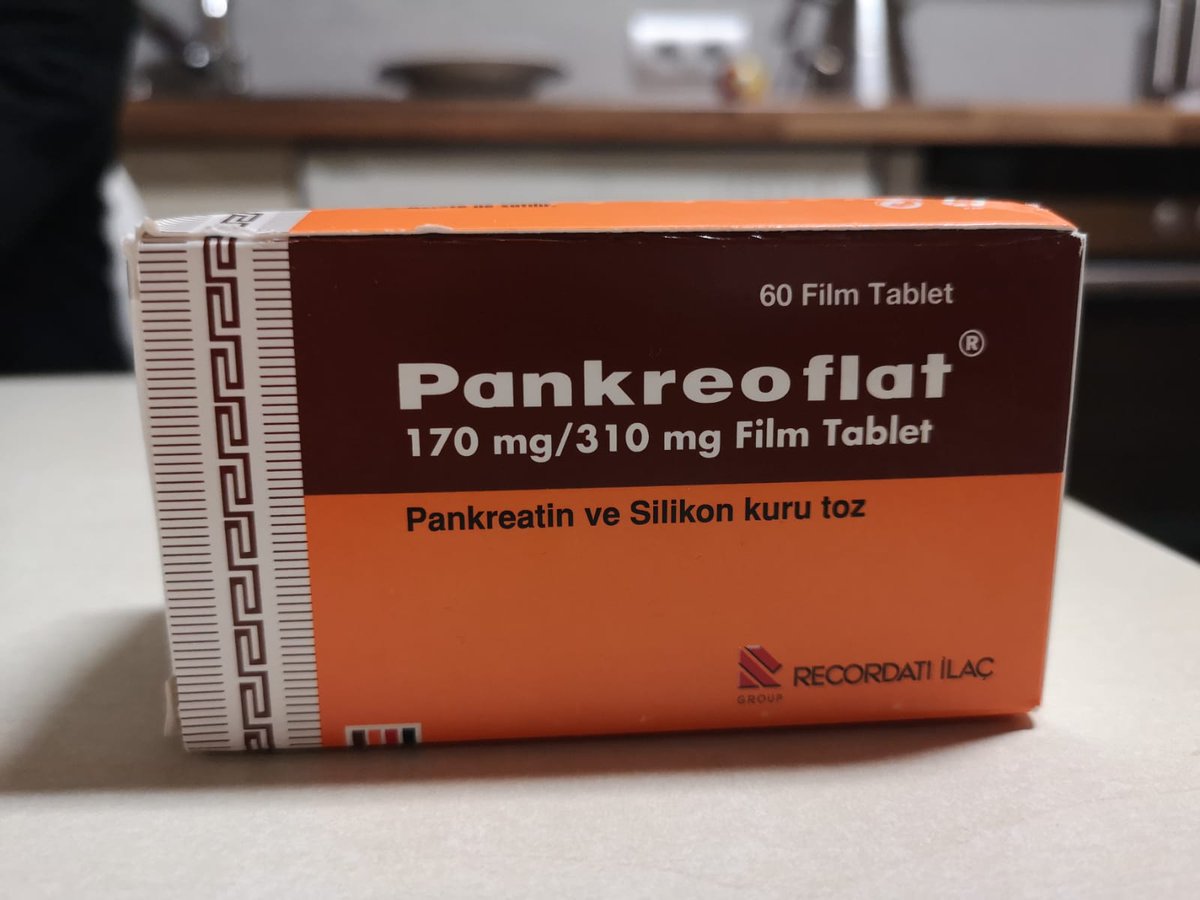 60 Film Tablet
Pankreoflat®
170 mg/310 mg Film Tablet
Pankreatin ve Silikon kuru toz
RECORDATI İLAÇ
GROUP